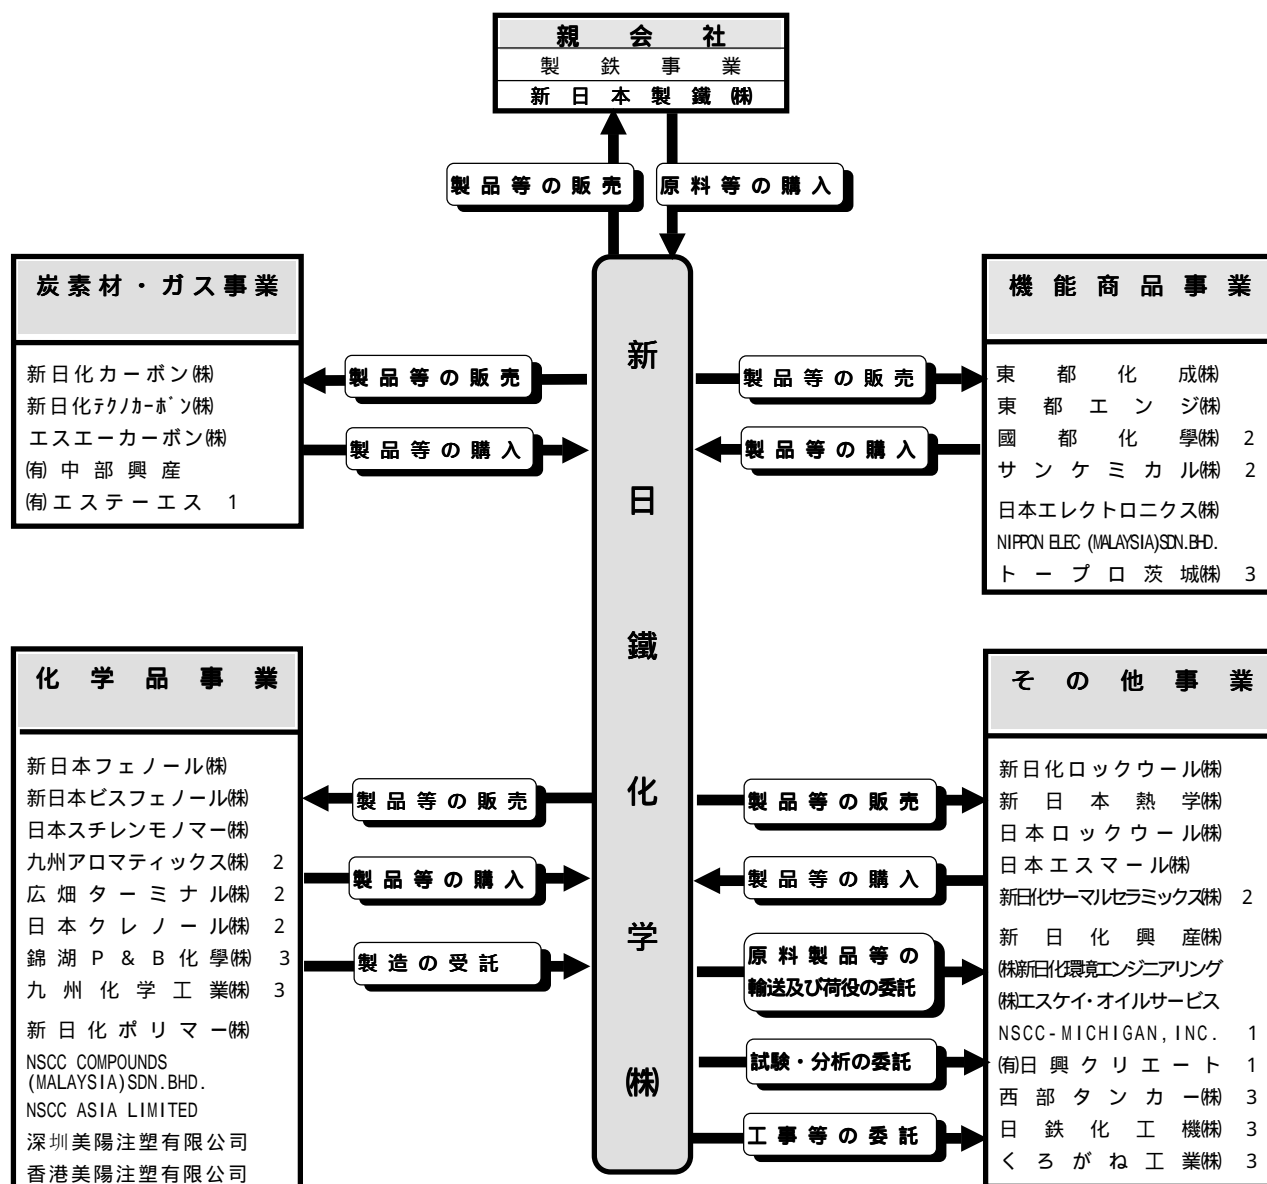 親会社
製鉄事業
新日本製鐵㈱
製品等の販売
原料等の購入
炭素材・ガス事業
新日化カーボン㈱
新日化ﾃｸﾉｶｰﾎﾞﾝ㈱
エスエーカーボン㈱
㈲中部興産
㈲エステーエス 1
製品等の販売
製品等の購入
新日鐵化学㈱
製品等の販売
製品等の購入
機能商品事業
東都化成㈱
東都エンジ㈱
國都化學㈱ 2
サンケミカル㈱ 2
日本エレクトロニクス㈱
NIPPON ELEC (MALAYSIA)SDN.BHD.
トープロ茨城㈱ 3
化学品事業
新日本フェノール㈱
新日本ビスフェノール㈱
日本スチレンモノマー㈱
九州アロマティックス㈱ 2
広畑ターミナル㈱ 2
日本クレノール㈱ 2
錦湖P&B化學㈱ 3
九州化学工業㈱ 3
新日化ポリマー㈱
NSCC COMPOUNDS
(MALAYSIA)SDN.BHD.
NSCC ASIA LIMITED
深圳美陽注塑有限公司
香港美陽注塑有限公司
製品等の販売
製品等の購入
製造の受託
製品等の販売
製品等の購入
原料製品等の
輸送及び荷役の委託
試験・分析の委託
工事等の委託
その他事業
新日化ロックウール㈱
新日本熱学㈱
日本ロックウール㈱
日本エスマール㈱
新日化サーマルセラミックス㈱ 2
新日化興産㈱
㈱新日化環境エンジニアリング
㈱エスケイ・オイルサービス
NSCC-MICHIGAN,INC. 1
㈲日興クリエート 1
西部タンカー㈱ 3
日鉄化工機㈱ 3
くろがね工業㈱ 3